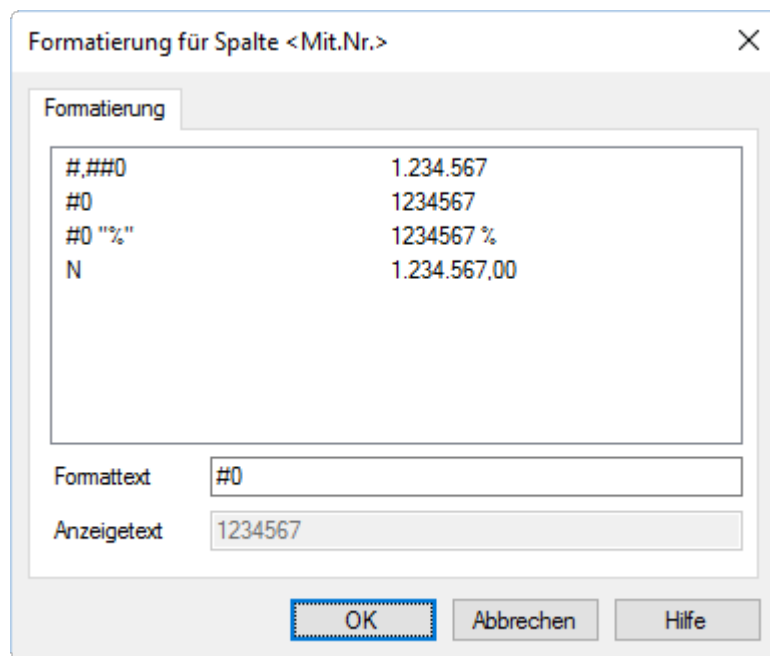 Formatierung für Spalte <Mit.Nr.>
Formatierung
#,##0 1.234.567
#0 1234567
#0 "%" 1234567 %
N 1.234.567,00
Formattext #0
Anzeigetext 1234567
OK Abbrechen Hilfe